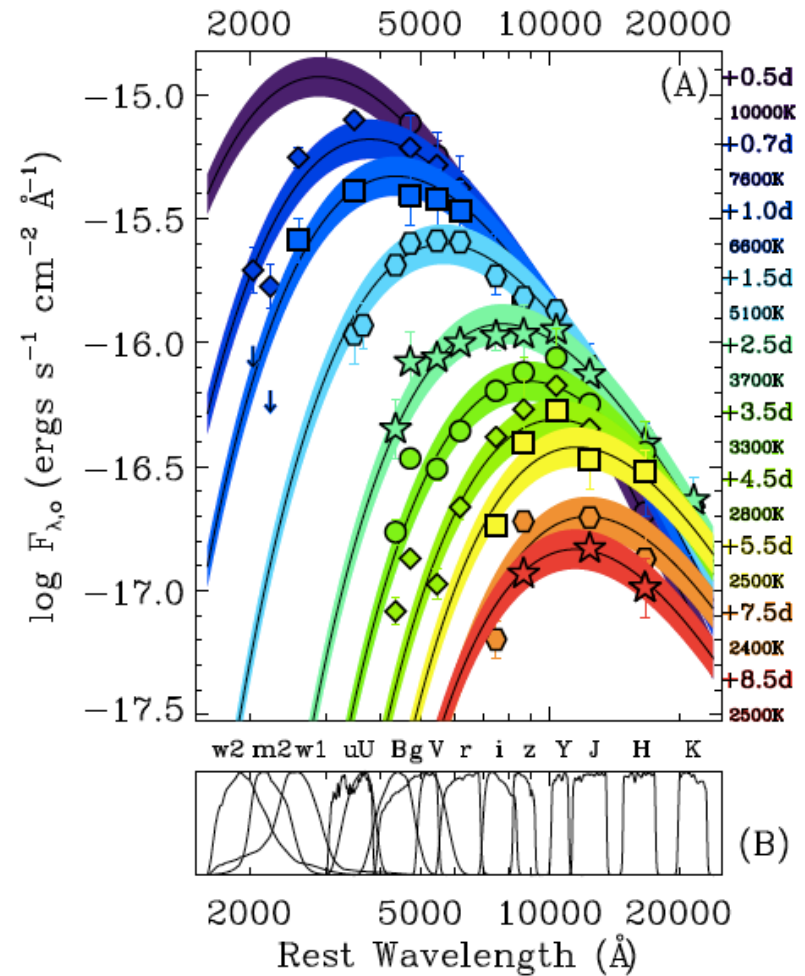 2000 5000 10000 20000
(A)
+0.5d
10000K
+0.7d
7600K
+1.0d
6600K
+1.5d
5100K
+2.5d
3700K
+3.5d
3300K
+4.5d
2800K
+5.5d
2500K
+7.5d
2400K
+8.5d
2500K
−15.0
−15.5
−16.0
−16.5
−17.0
−17.5
log F_λ,o (ergs s⁻¹ cm⁻² Å⁻¹)
w2 m2 w1 uU Bg V r i z Y J H K
(B)
2000 5000 10000 20000
Rest Wavelength (Å)